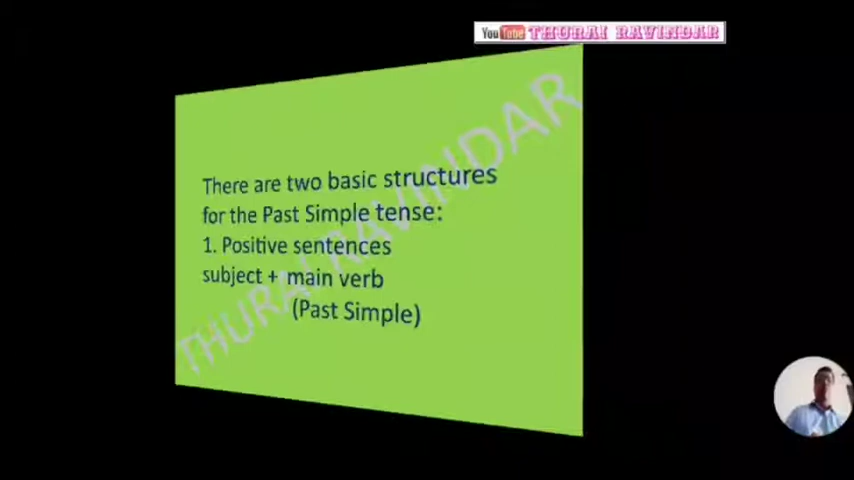 YouTube THURAI RAVINDAR
There are two basic structures
for the Past Simple tense:
1. Positive sentences
subject + main verb
(Past Simple)
THURAI RAVINDAR